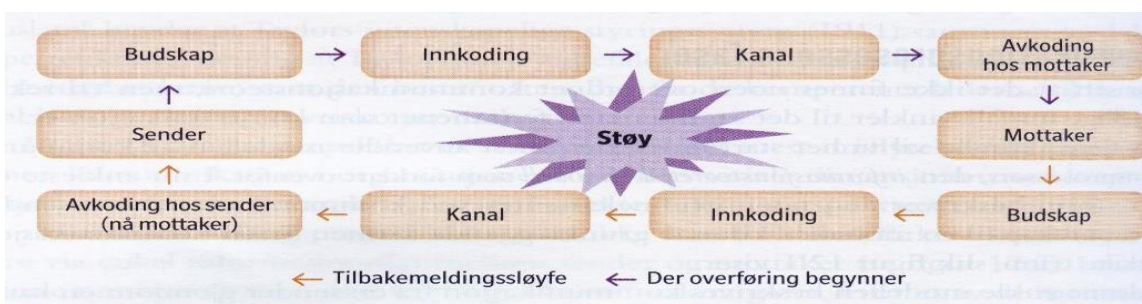 Budskap
Innkoding
Kanal
Avkoding
hos mottaker
Sender
Støy
Mottaker
Avkoding hos sender
(nå mottaker)
Kanal
Innkoding
Budskap
Tilbakemeldingssløyfe
Der overføring begynner